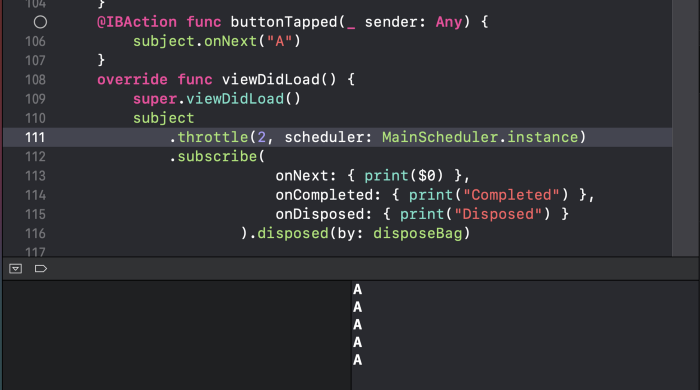 104        }
@IBAction func buttonTapped(_ sender: Any) {
106            subject.onNext("A")
107        }
108        override func viewDidLoad() {
109            super.viewDidLoad()
110            subject
111                .throttle(2, scheduler: MainScheduler.instance)
112                .subscribe(
113                            onNext: { print($0) },
114                            onCompleted: { print("Completed") },
115                            onDisposed: { print("Disposed") }
116                        ).disposed(by: disposeBag)
117
A
A
A
A
A